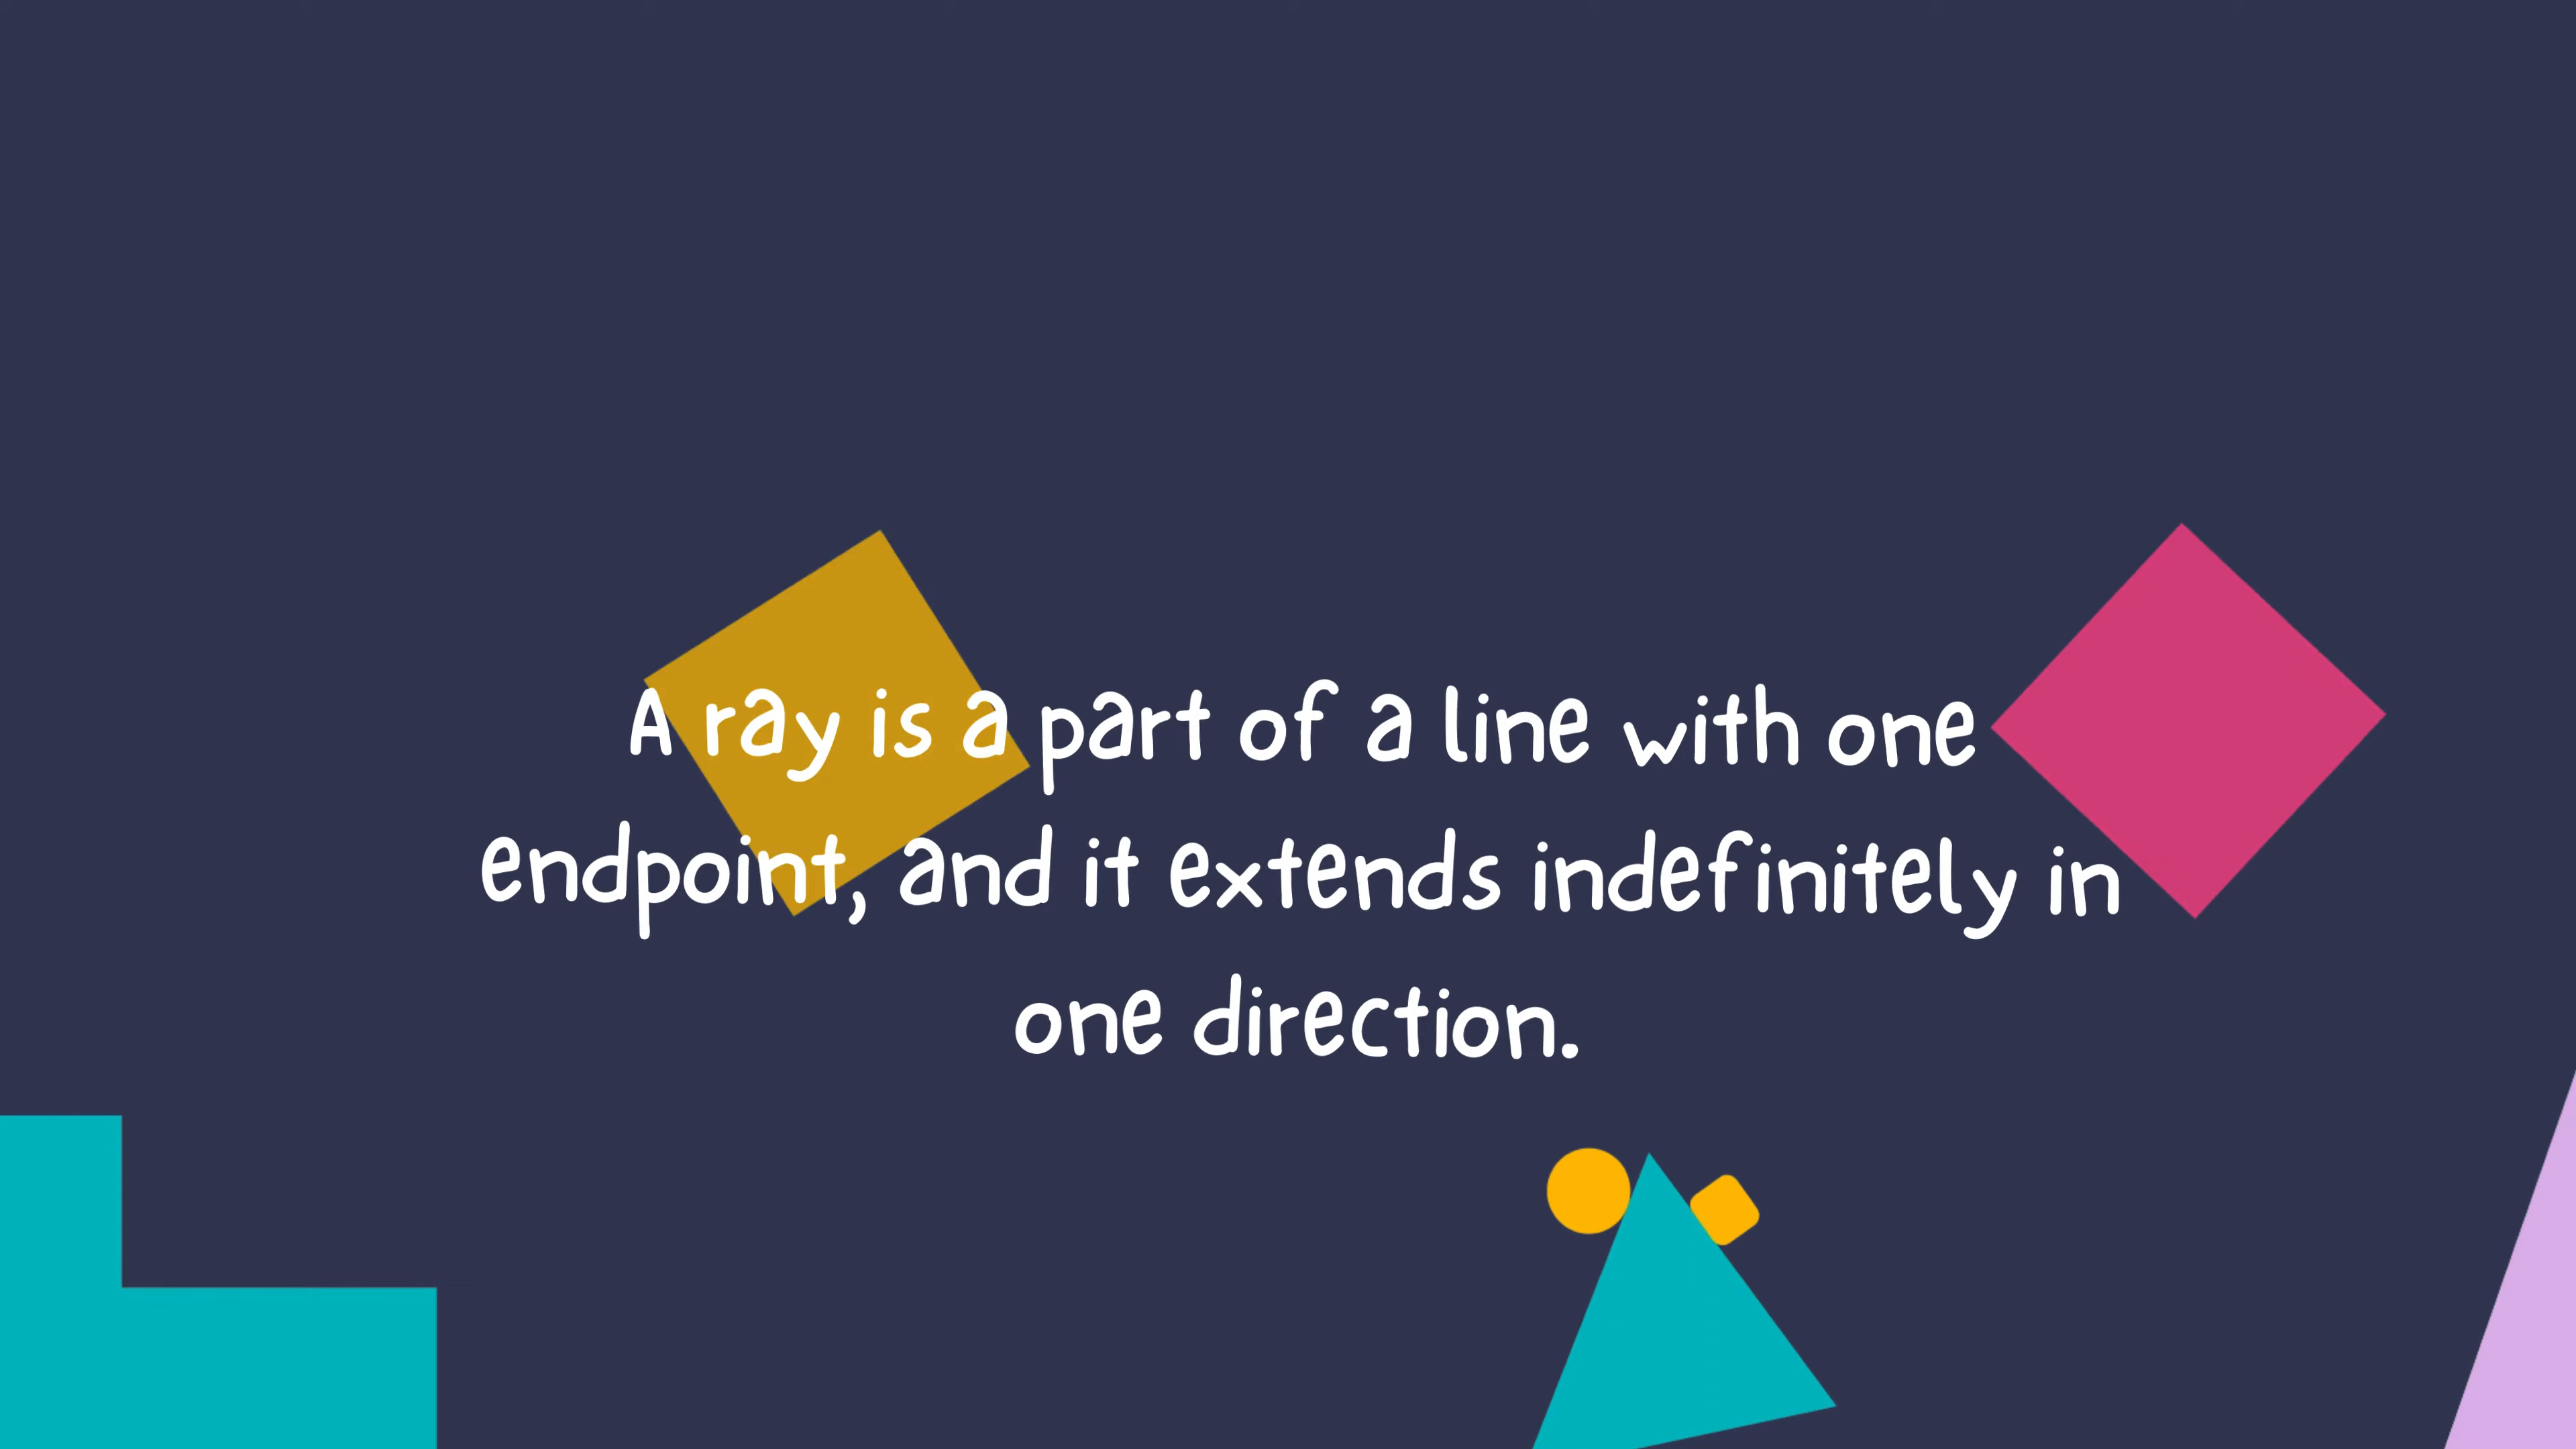 A ray is a part of a line with one
endpoint, and it extends indefinitely in
one direction.